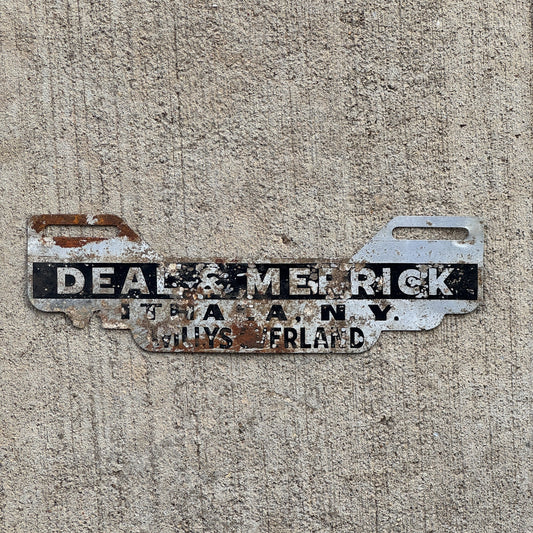 DEAL & MERRICK
ITHACA, N.Y.
WILLYS OVERLAND